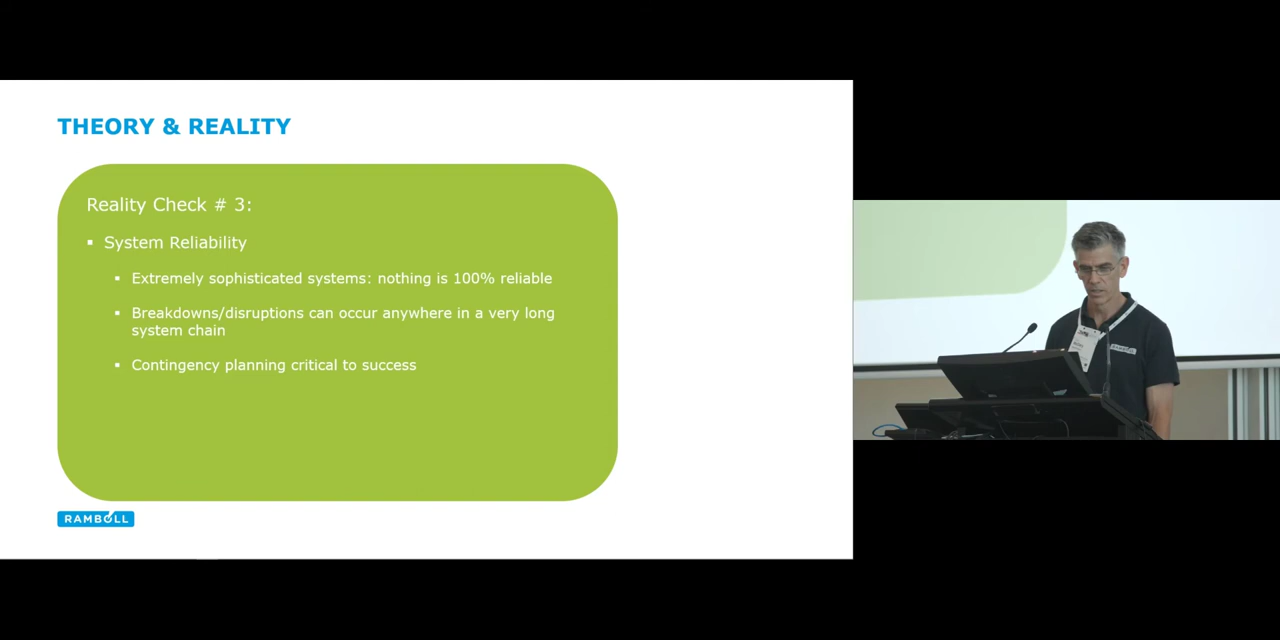 THEORY & REALITY
Reality Check # 3:
System Reliability
Extremely sophisticated systems: nothing is 100% reliable
Breakdowns/disruptions can occur anywhere in a very long
system chain
Contingency planning critical to success
RAMBOLL